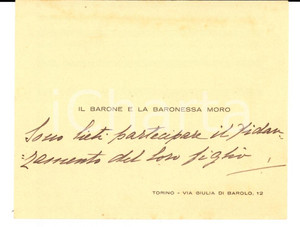 IL BARONE E LA BARONESSA MORO
Sono lieti partecipare il Fidan-
-zamento del loro figlio
TORINO - VIA GIULIA DI BAROLO, 12